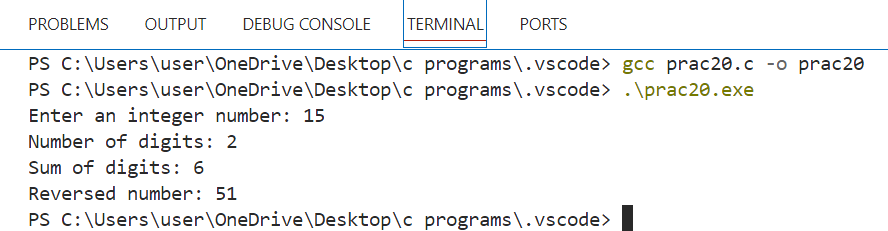 PROBLEMS OUTPUT DEBUG CONSOLE TERMINAL PORTS
PS C:\Users\user\OneDrive\Desktop\c programs\.vscode> gcc prac20.c -o prac20
PS C:\Users\user\OneDrive\Desktop\c programs\.vscode> .\prac20.exe
Enter an integer number: 15
Number of digits: 2
Sum of digits: 6
Reversed number: 51
PS C:\Users\user\OneDrive\Desktop\c programs\.vscode>